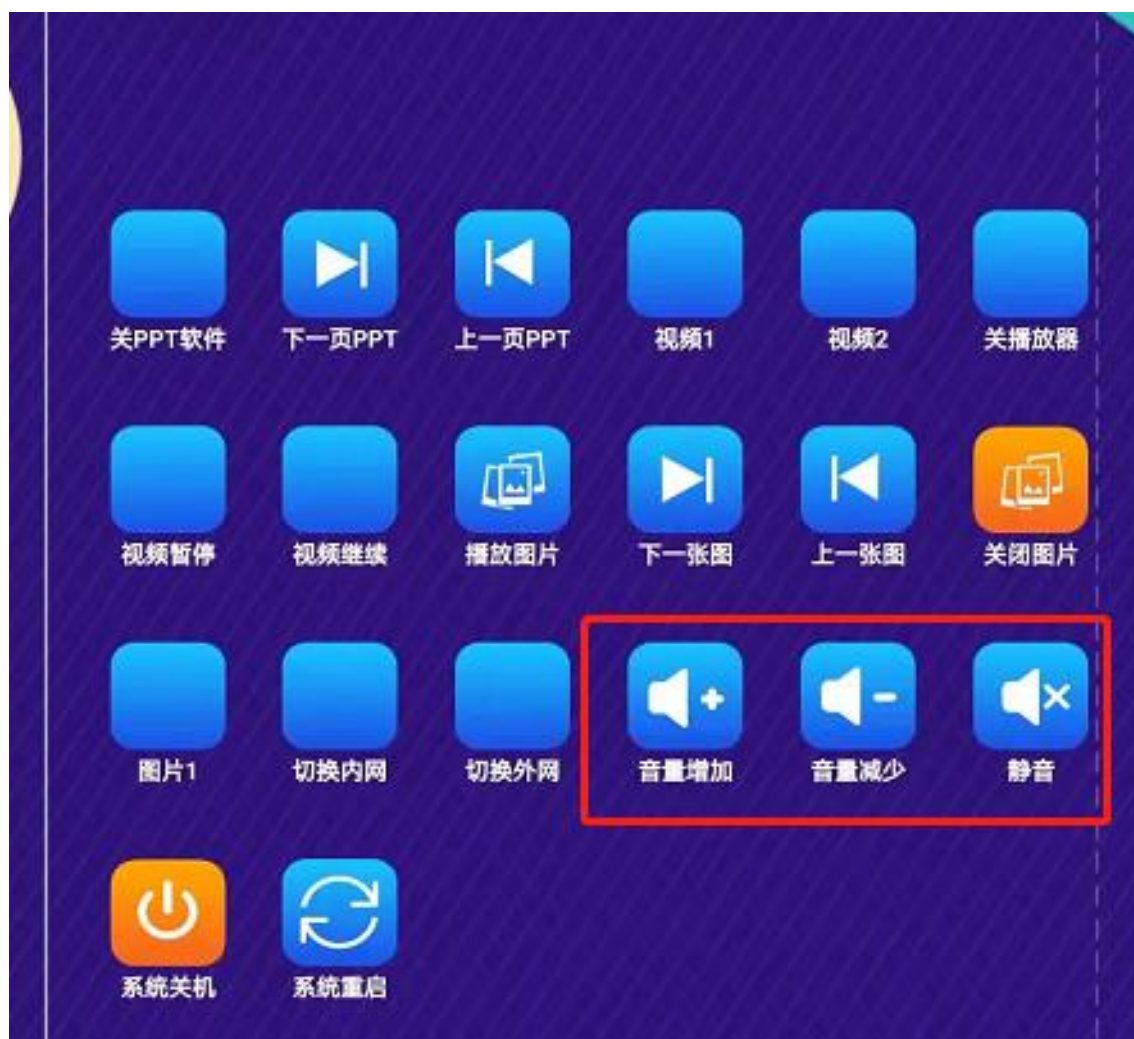 关PPT软件 下一页PPT 上一页PPT 视频1 视频2 关播放器
视频暂停 视频继续 播放图片 下一张图 上一张图 关闭图片
图片1 切换内网 切换外网 音量增加 音量减少 静音
系统关机 系统重启